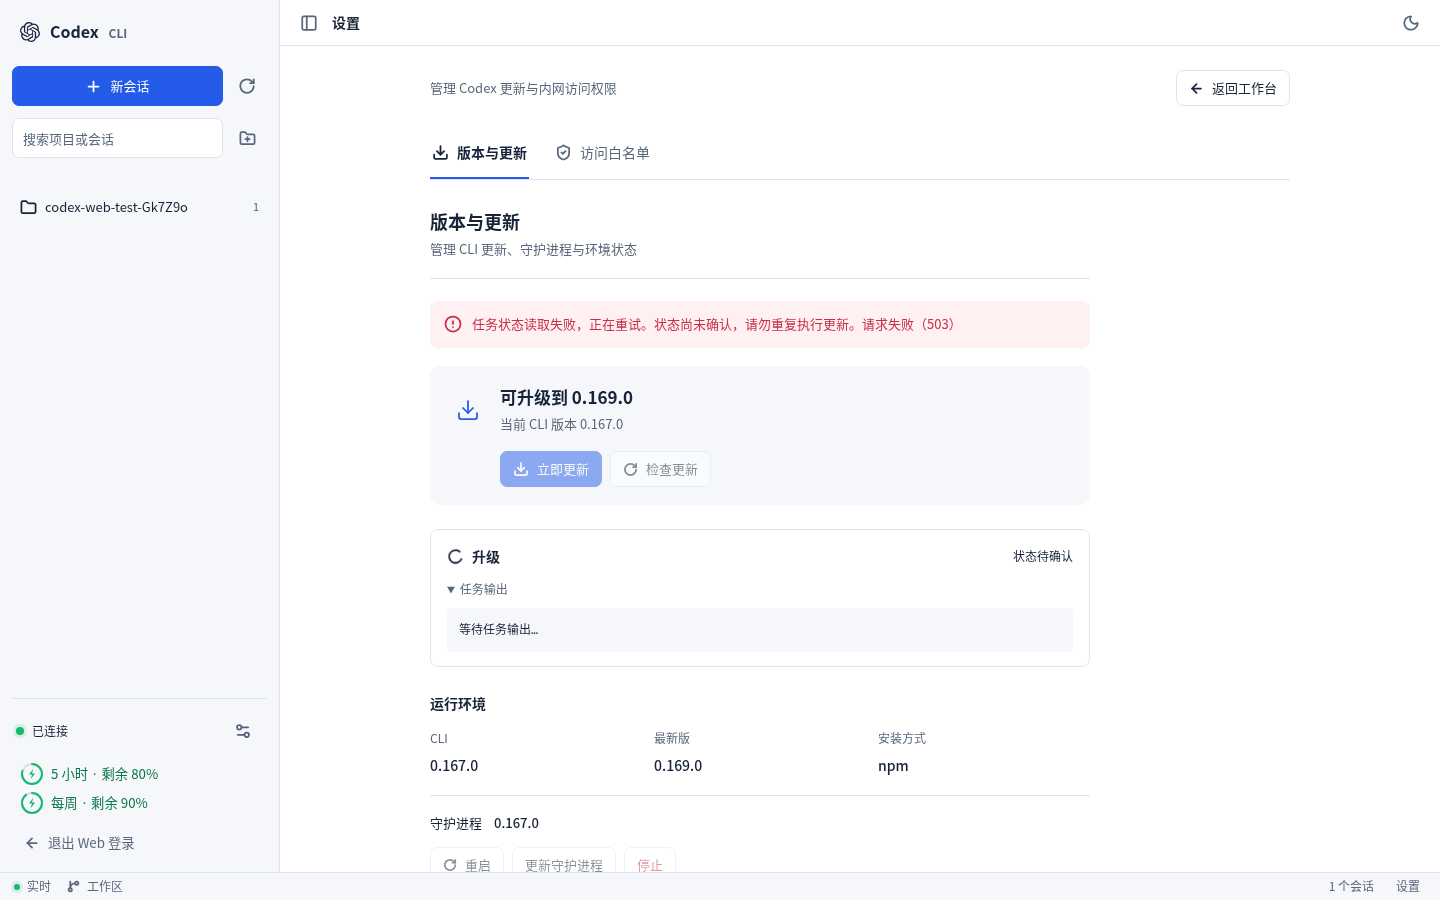 Codex CLI
新会话
搜索项目或会话
codex-web-test-Gk7Z9o 1
已连接
5 小时 · 剩余 80%
每周 · 剩余 90%
退出 Web 登录
设置
管理 Codex 更新与内网访问权限
返回工作台
版本与更新 访问白名单
版本与更新
管理 CLI 更新、守护进程与环境状态
任务状态读取失败，正在重试。状态尚未确认，请勿重复执行更新。请求失败（503）
可升级到 0.169.0
当前 CLI 版本 0.167.0
立即更新 检查更新
升级 状态待确认
▼ 任务输出
等待任务输出…
运行环境
CLI 最新版 安装方式
0.167.0 0.169.0 npm
守护进程 0.167.0
重启 更新守护进程 停止
实时 工作区 1 个会话 设置